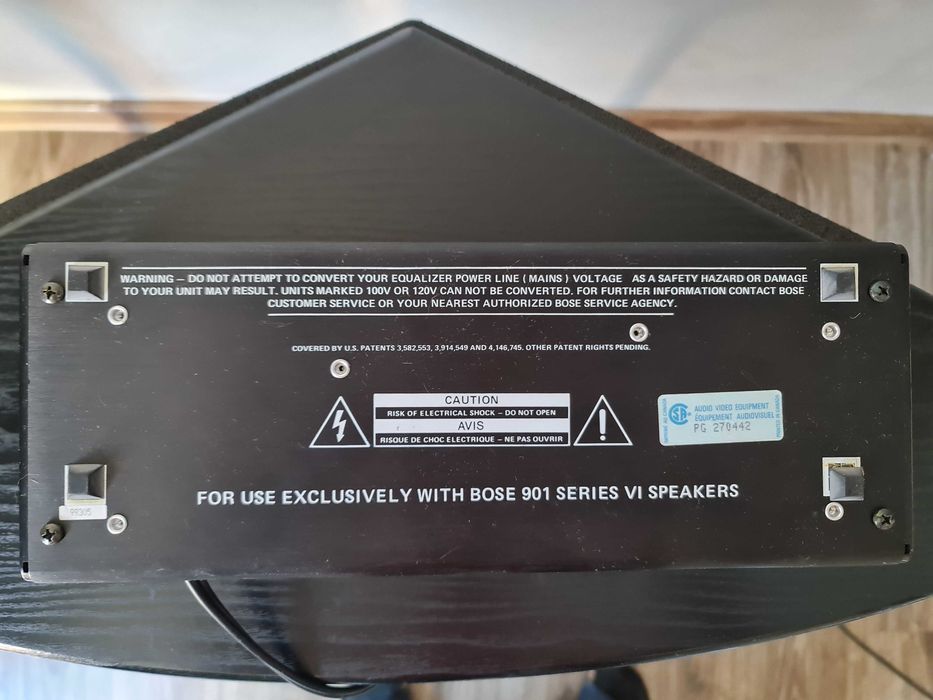 WARNING – DO NOT ATTEMPT TO CONVERT YOUR EQUALIZER POWER LINE ( MAINS ) VOLTAGE AS A SAFETY HAZARD OR DAMAGE
TO YOUR UNIT MAY RESULT. UNITS MARKED 100V OR 120V CAN NOT BE CONVERTED. FOR FURTHER INFORMATION CONTACT BOSE
CUSTOMER SERVICE OR YOUR NEAREST AUTHORIZED BOSE SERVICE AGENCY.
COVERED BY U.S. PATENTS 3,582,553, 3,914,549 AND 4,146,745. OTHER PATENT RIGHTS PENDING.
CAUTION
RISK OF ELECTRICAL SHOCK – DO NOT OPEN
AVIS
RISQUE DE CHOC ELECTRIQUE – NE PAS OUVRIR
AUDIO VIDEO EQUIPMENT
ÉQUIPEMENT AUDIOVISUEL
PG 270442
FOR USE EXCLUSIVELY WITH BOSE 901 SERIES VI SPEAKERS
99305